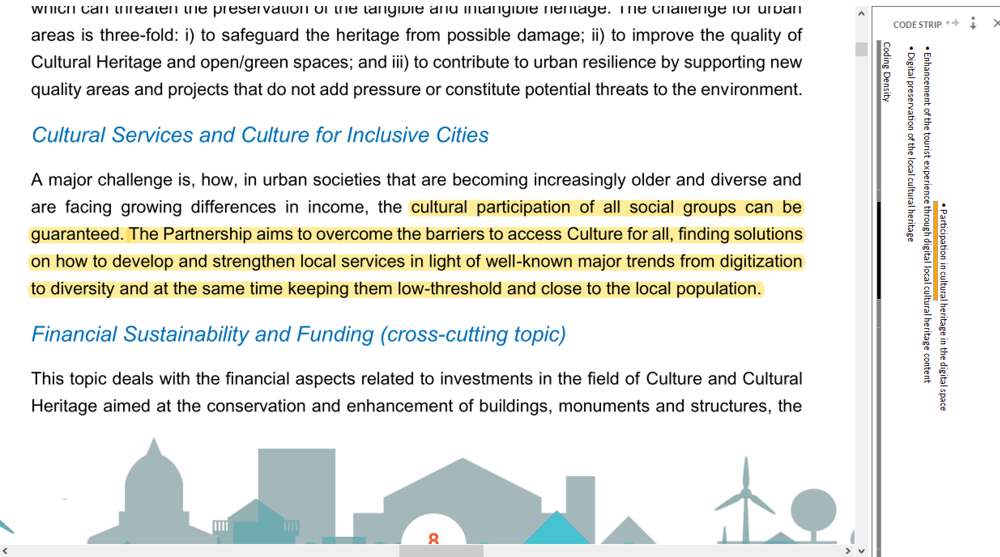 which can threaten the preservation of the tangible and intangible heritage. The challenge for urban
areas is three-fold: i) to safeguard the heritage from possible damage; ii) to improve the quality of
Cultural Heritage and open/green spaces; and iii) to contribute to urban resilience by supporting new
quality areas and projects that do not add pressure or constitute potential threats to the environment.
Cultural Services and Culture for Inclusive Cities
A major challenge is, how, in urban societies that are becoming increasingly older and diverse and
are facing growing differences in income, the cultural participation of all social groups can be
guaranteed. The Partnership aims to overcome the barriers to access Culture for all, finding solutions
on how to develop and strengthen local services in light of well-known major trends from digitization
to diversity and at the same time keeping them low-threshold and close to the local population.
Financial Sustainability and Funding (cross-cutting topic)
This topic deals with the financial aspects related to investments in the field of Culture and Cultural
Heritage aimed at the conservation and enhancement of buildings, monuments and structures, the
8
CODE STRIP
Coding Density
• Digital preservation of the local cultural heritage
• Enhancement of the tourist experience through digital local cultural heritage content
• Participation in cultural heritage in the digital space